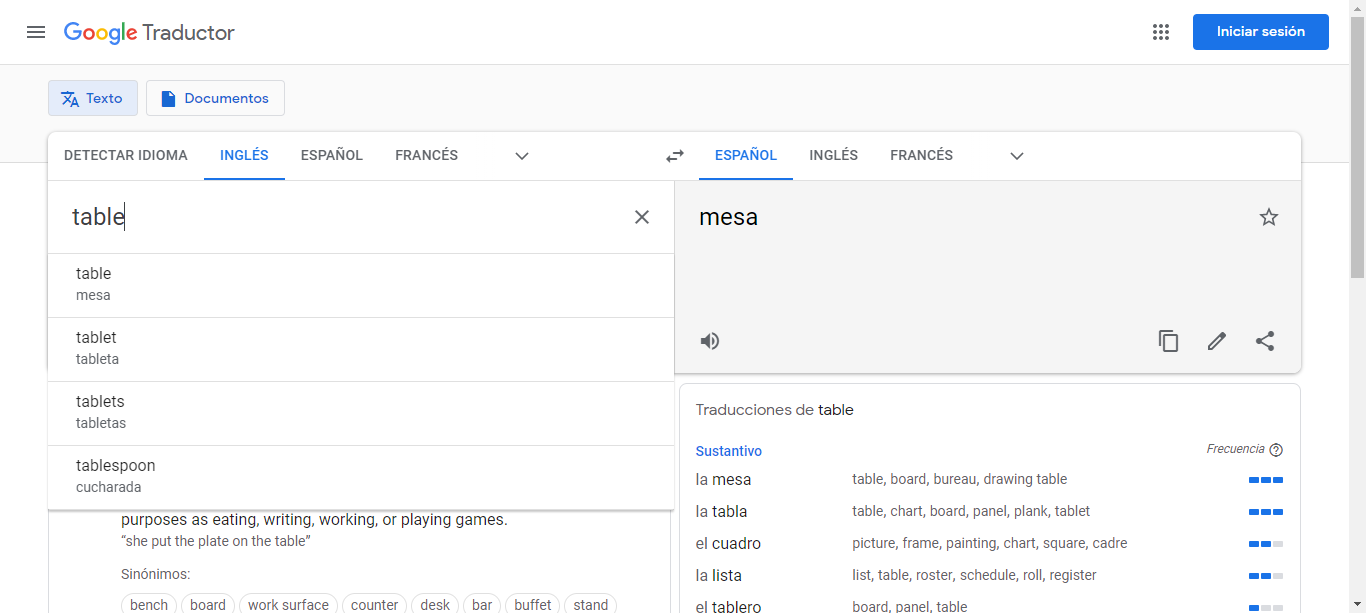 Google Traductor
Iniciar sesión
Texto
Documentos
DETECTAR IDIOMA INGLÉS ESPAÑOL FRANCÉS
ESPAÑOL INGLÉS FRANCÉS
table
mesa
table
mesa
tablet
tableta
tablets
tabletas
tablespoon
cucharada
purposes as eating, writing, working, or playing games.
“she put the plate on the table”
Sinónimos:
bench board work surface counter desk bar buffet stand
Traducciones de table
Sustantivo Frecuencia
la mesa table, board, bureau, drawing table
la tabla table, chart, board, panel, plank, tablet
el cuadro picture, frame, painting, chart, square, cadre
la lista list, table, roster, schedule, roll, register
el tablero board, panel, table